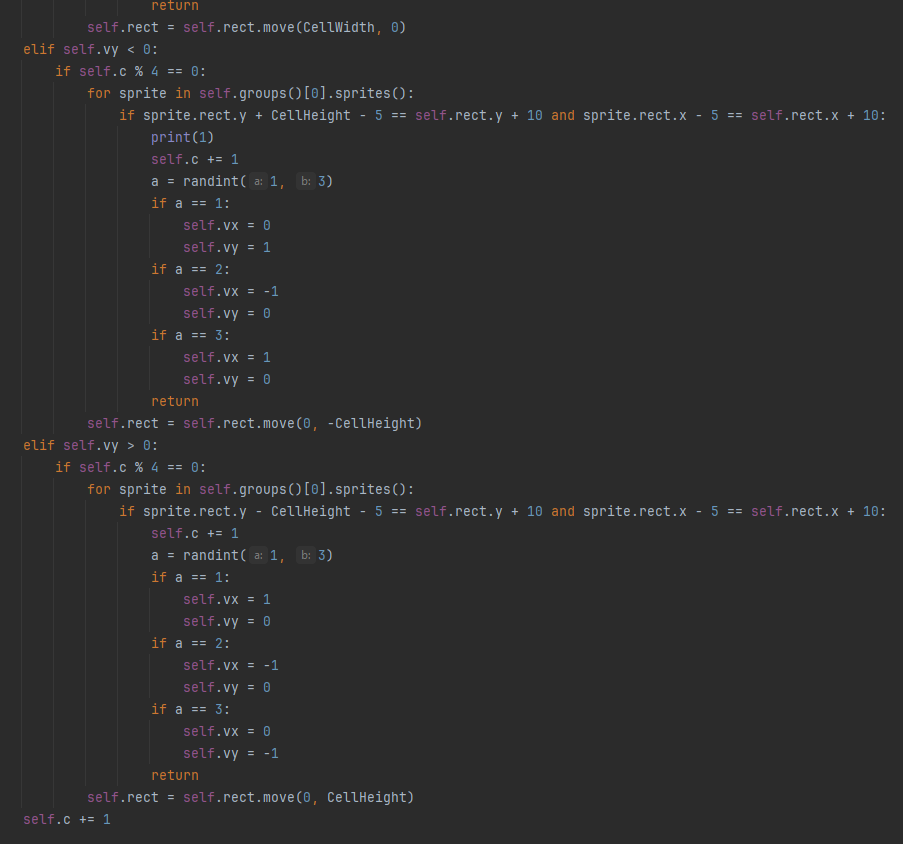 return
        self.rect = self.rect.move(CellWidth, 0)
elif self.vy < 0:
    if self.c % 4 == 0:
        for sprite in self.groups()[0].sprites():
            if sprite.rect.y + CellHeight - 5 == self.rect.y + 10 and sprite.rect.x - 5 == self.rect.x + 10:
                print(1)
                self.c += 1
                a = randint( a: 1, b: 3)
                if a == 1:
                    self.vx = 0
                    self.vy = 1
                if a == 2:
                    self.vx = -1
                    self.vy = 0
                if a == 3:
                    self.vx = 1
                    self.vy = 0
                return
        self.rect = self.rect.move(0, -CellHeight)
elif self.vy > 0:
    if self.c % 4 == 0:
        for sprite in self.groups()[0].sprites():
            if sprite.rect.y - CellHeight - 5 == self.rect.y + 10 and sprite.rect.x - 5 == self.rect.x + 10:
                self.c += 1
                a = randint( a: 1, b: 3)
                if a == 1:
                    self.vx = 1
                    self.vy = 0
                if a == 2:
                    self.vx = -1
                    self.vy = 0
                if a == 3:
                    self.vx = 0
                    self.vy = -1
                return
        self.rect = self.rect.move(0, CellHeight)
self.c += 1